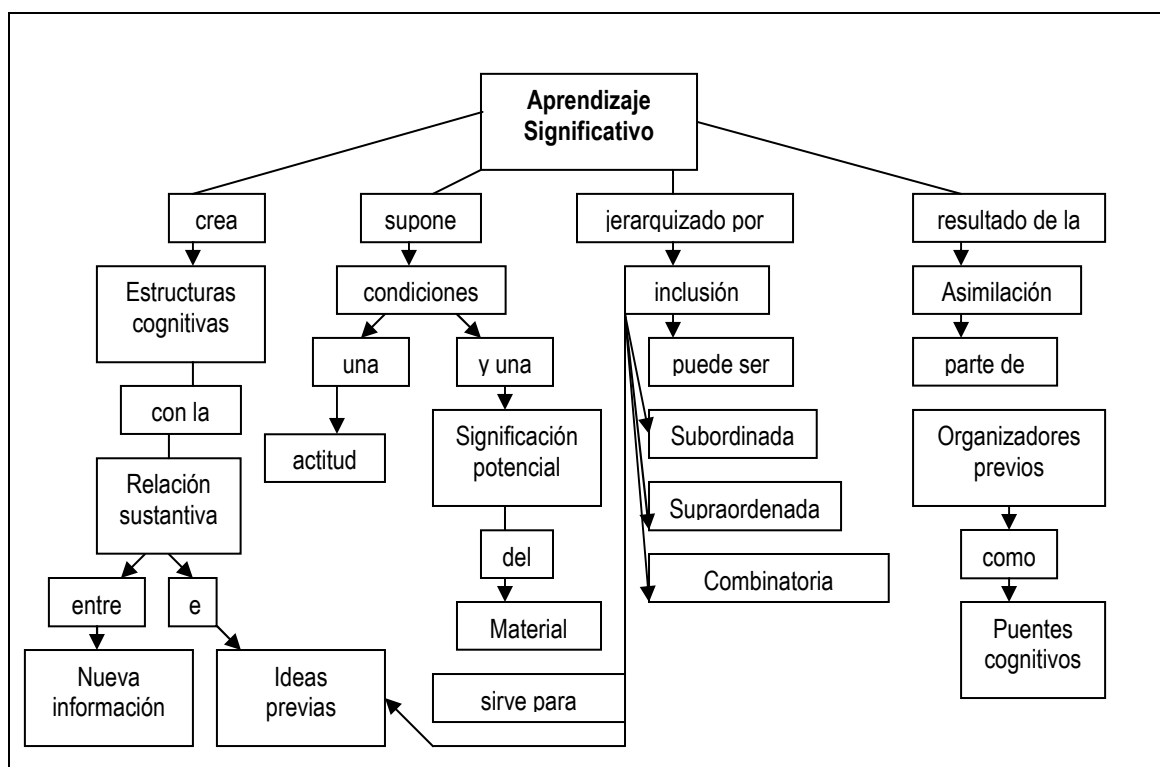 Aprendizaje
Significativo
crea
supone
jerarquizado por
resultado de la
Estructuras
cognitivas
condiciones
inclusión
Asimilación
una
y una
puede ser
parte de
con la
actitud
Significación
potencial
Subordinada
Organizadores
previos
Relación
sustantiva
Supraordenada
del
como
Combinatoria
entre
e
Material
Puentes
cognitivos
Nueva
información
Ideas
previas
sirve para